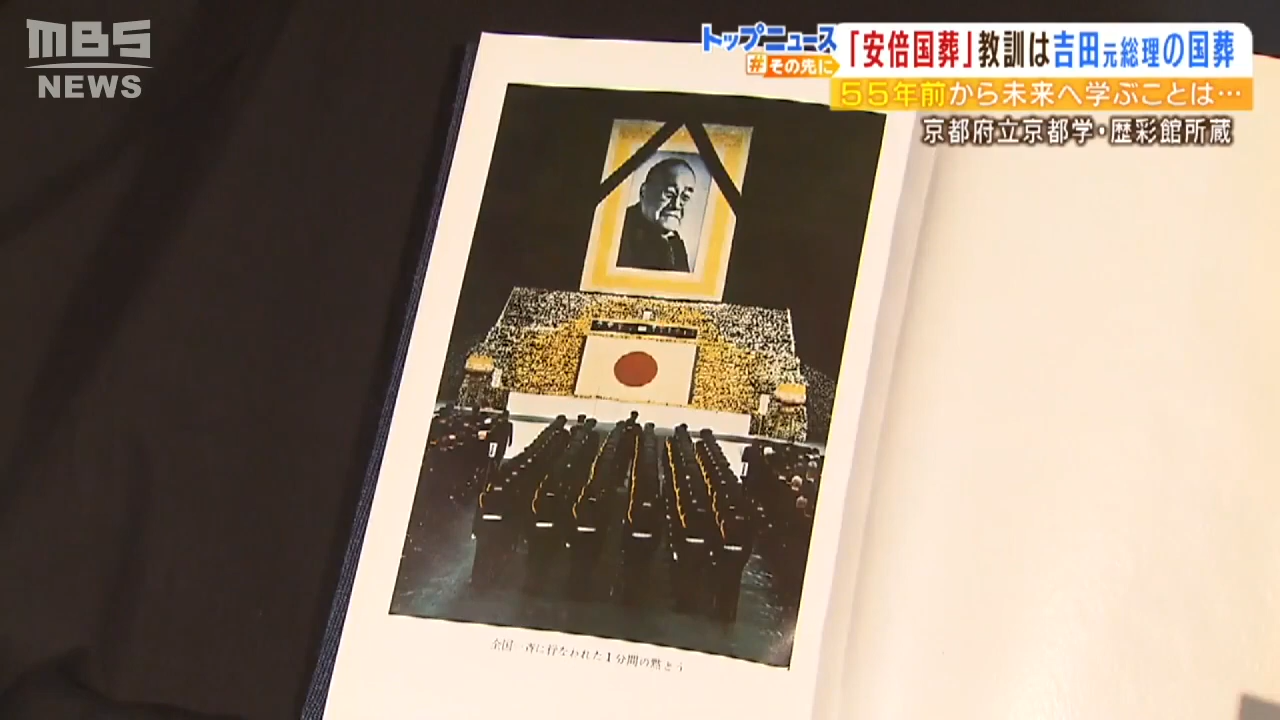 MBS
NEWS
トップニュース
#その先に
「安倍国葬」教訓は吉田元総理の国葬
55年前から未来へ学ぶことは…
京都府立京都学・歴彩館所蔵
全国一斉に行なわれた1分間の黙とう